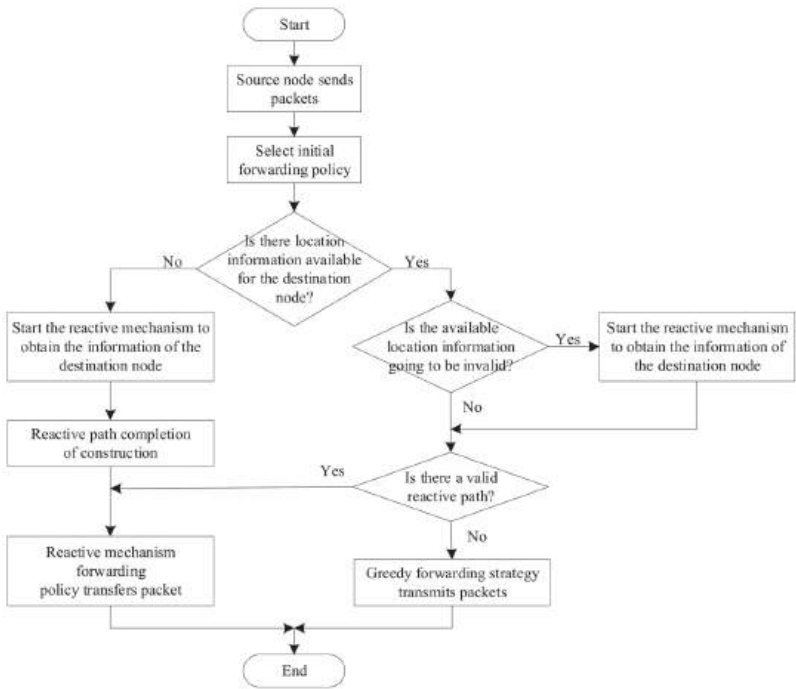 Start
Source node sends
packets
Select initial
forwarding policy
Is there location
information available
for the destination
node?
No
Yes
Start the reactive mechanism to
obtain the information of the
destination node
Is the available
location information
going to be invalid?
Yes
Start the reactive mechanism
to obtain the information of
the destination node
No
Reactive path completion
of construction
Yes
Is there a valid
reactive path?
No
Reactive mechanism
forwarding
policy transfers packet
Greedy forwarding strategy
transmits packets
End